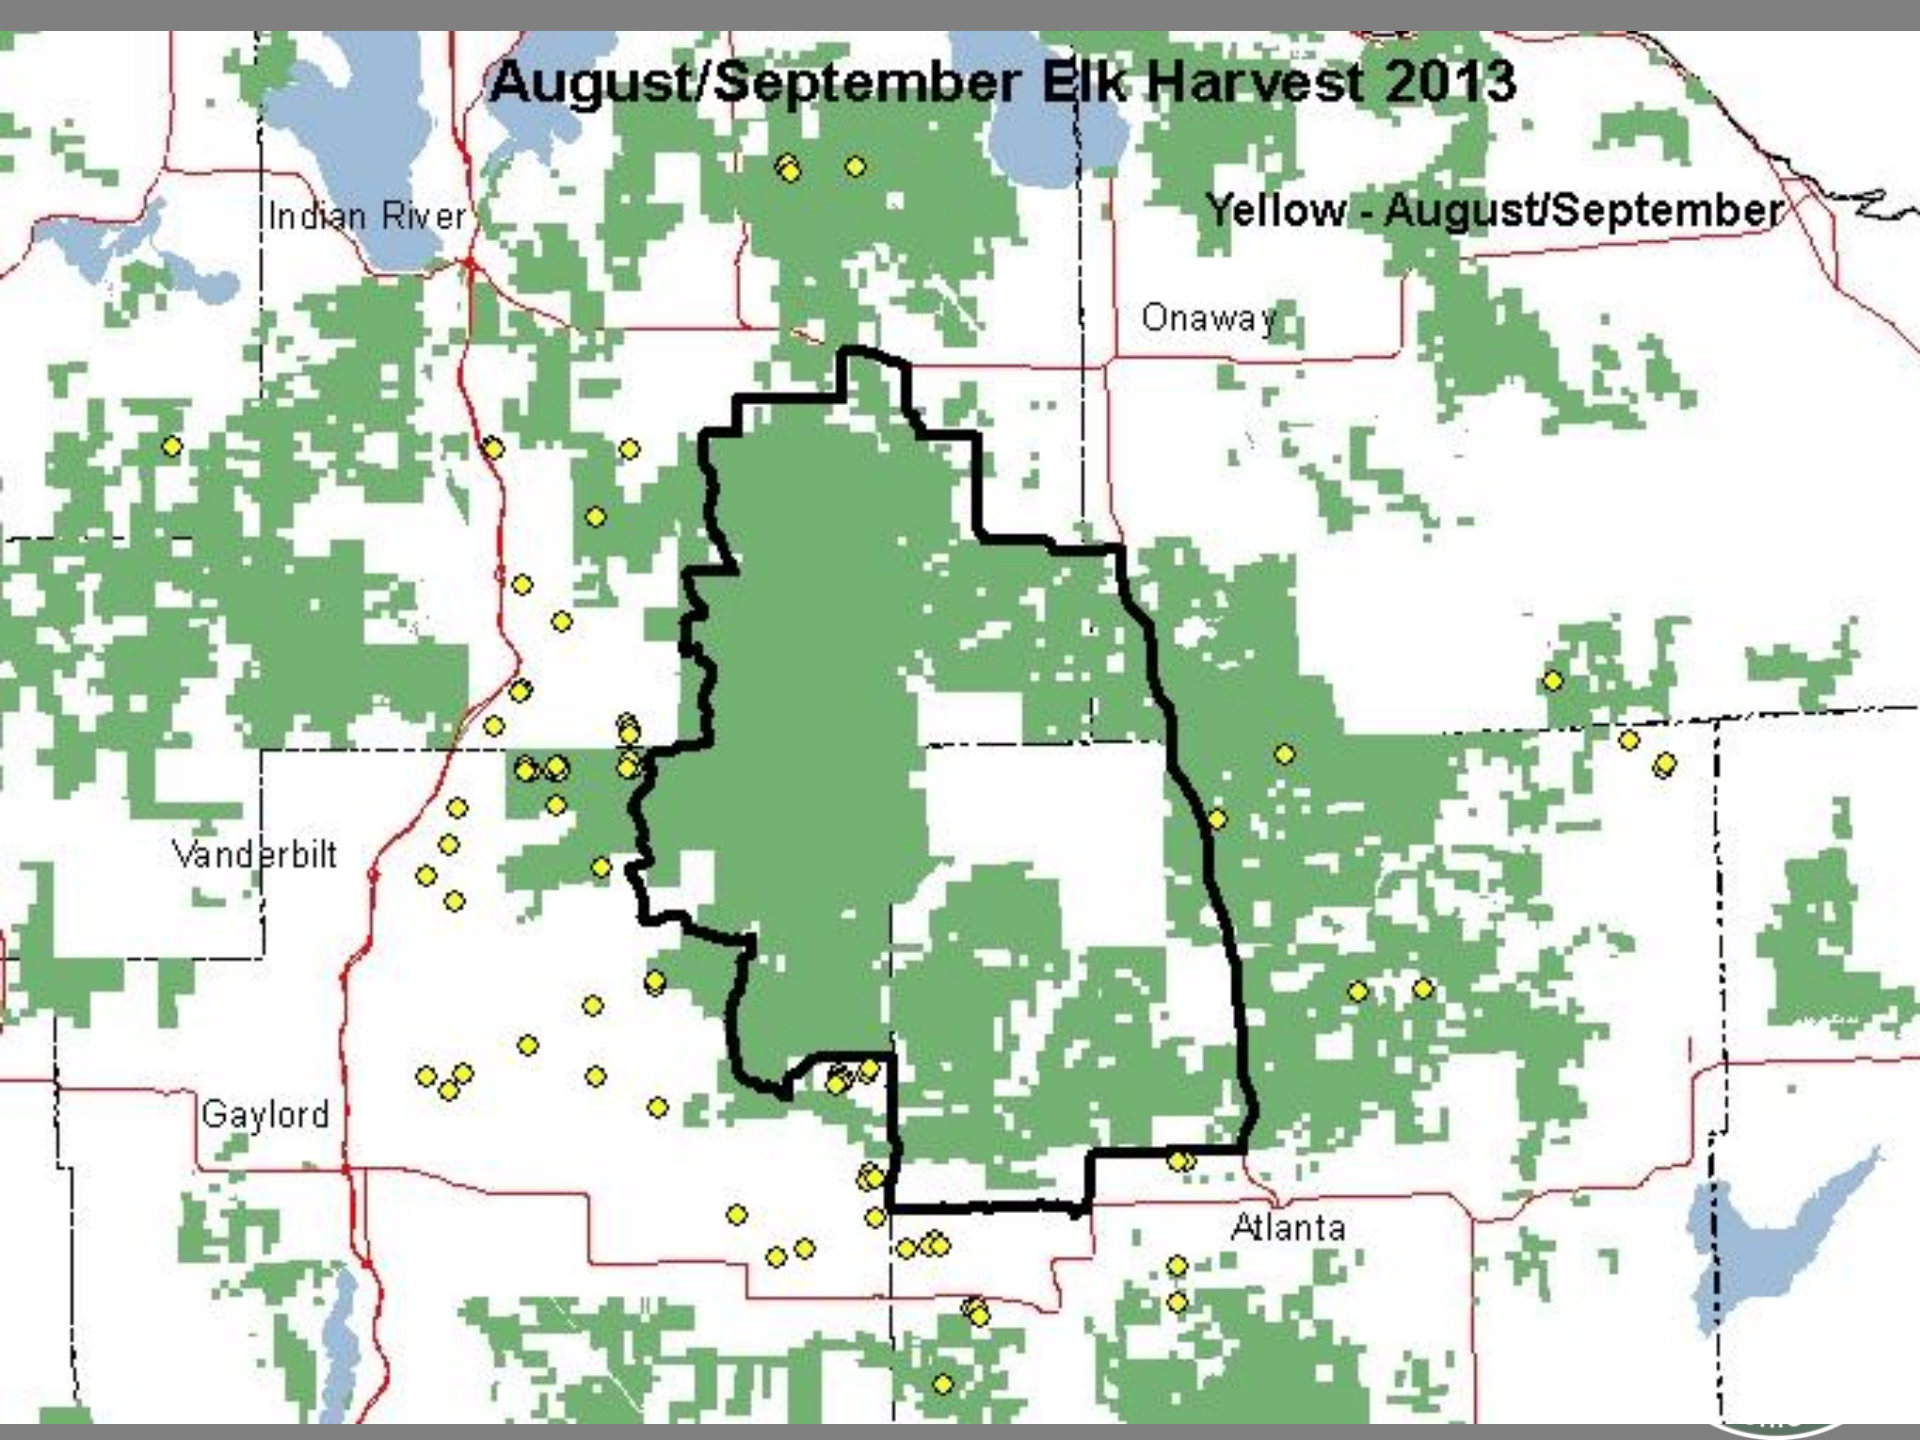 August/September Elk Harvest 2013
Indian River
Yellow - August/September
Onaway
Vanderbilt
Gaylord
Atlanta